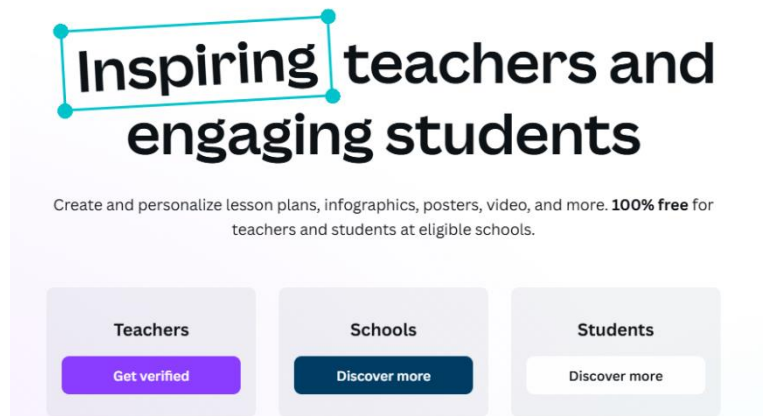 Inspiring teachers and
engaging students
Create and personalize lesson plans, infographics, posters, video, and more. 100% free for
teachers and students at eligible schools.
Teachers
Get verified
Schools
Discover more
Students
Discover more